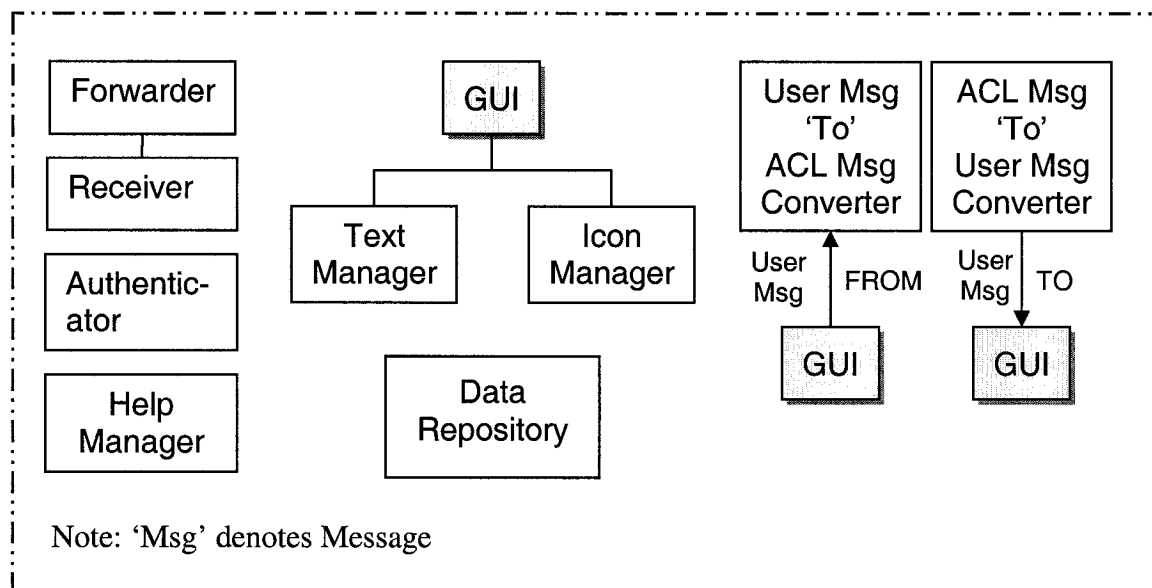 Forwarder
Receiver
Authentic-
ator
Help
Manager
GUI
Text
Manager
Icon
Manager
Data
Repository
User Msg
‘To’
ACL Msg
Converter
ACL Msg
‘To’
User Msg
Converter
User
Msg
FROM
User
Msg
TO
GUI
GUI
Note: ‘Msg’ denotes Message